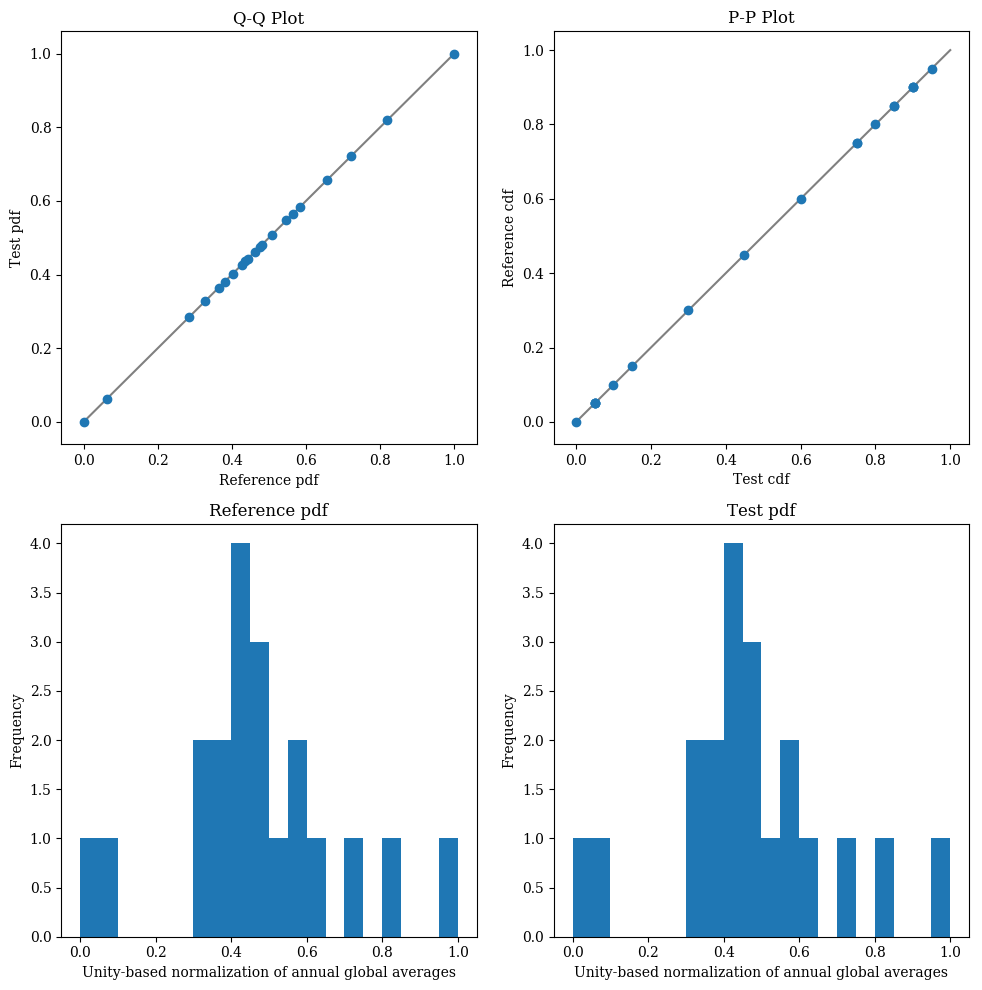 Q-Q Plot
1.0
0.8
0.6
0.4
0.2
0.0
Test pdf
0.0 0.2 0.4 0.6 0.8 1.0
Reference pdf
P-P Plot
1.0
0.8
0.6
0.4
0.2
0.0
Reference cdf
0.0 0.2 0.4 0.6 0.8 1.0
Test cdf
Reference pdf
4.0
3.5
3.0
2.5
2.0
1.5
1.0
0.5
0.0
Frequency
0.0 0.2 0.4 0.6 0.8 1.0
Unity-based normalization of annual global averages
Test pdf
4.0
3.5
3.0
2.5
2.0
1.5
1.0
0.5
0.0
Frequency
0.0 0.2 0.4 0.6 0.8 1.0
Unity-based normalization of annual global averages